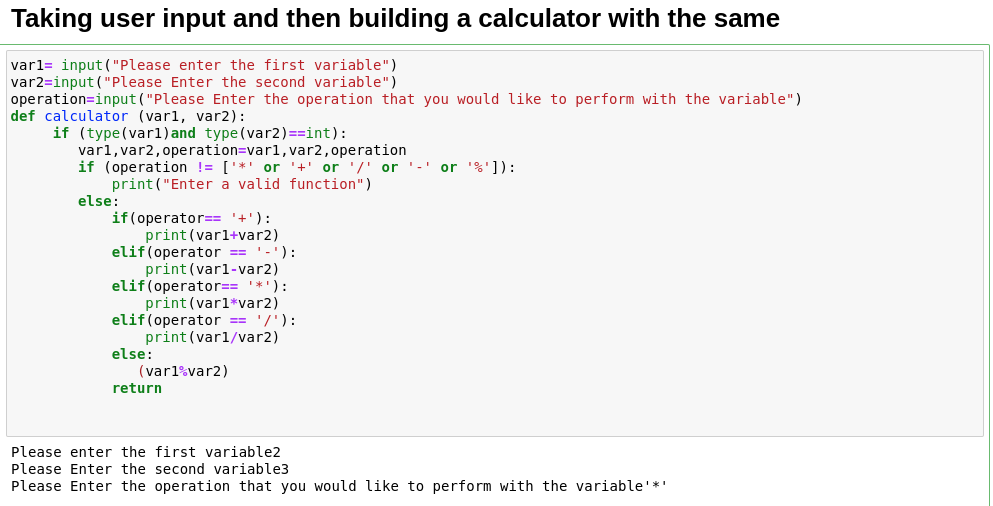 Taking user input and then building a calculator with the same
var1= input("Please enter the first variable")
var2=input("Please Enter the second variable")
operation=input("Please Enter the operation that you would like to perform with the variable")
def calculator (var1, var2):
     if (type(var1)and type(var2)==int):
        var1,var2,operation=var1,var2,operation
        if (operation != ['*' or '+' or '/' or '-' or '%']):
            print("Enter a valid function")
        else:
            if(operator== '+'):
                print(var1+var2)
            elif(operator == '-'):
                print(var1-var2)
            elif(operator== '*'):
                print(var1*var2)
            elif(operator == '/'):
                print(var1/var2)
            else:
               (var1%var2)
            return
Please enter the first variable2
Please Enter the second variable3
Please Enter the operation that you would like to perform with the variable'*'